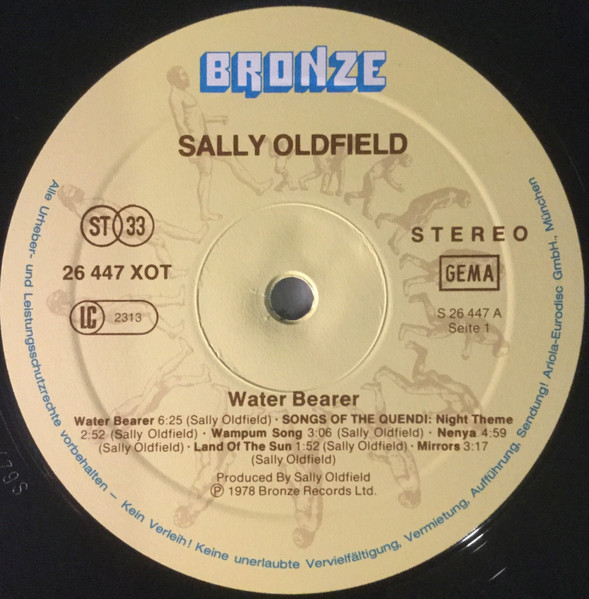 BRONZE
SALLY OLDFIELD
ST 33
STEREO
26 447 XOT
GEMA
LC 2313
S 26 447 A
Seite 1
Water Bearer
Water Bearer 6:25 (Sally Oldfield) · SONGS OF THE QUENDI: Night Theme
2:52 (Sally Oldfield) · Wampum Song 3:06 (Sally Oldfield) · Nenya 4:59
(Sally Oldfield) · Land Of The Sun 1:52 (Sally Oldfield) · Mirrors 3:17
(Sally Oldfield)
Produced By Sally Oldfield
℗ 1978 Bronze Records Ltd.
Alle Urheber- und Leistungsschutzrechte vorbehalten – Kein Verleih! Keine unerlaubte Vervielfältigung, Vermietung, Aufführung, Sendung! Ariola-Eurodisc GmbH., München